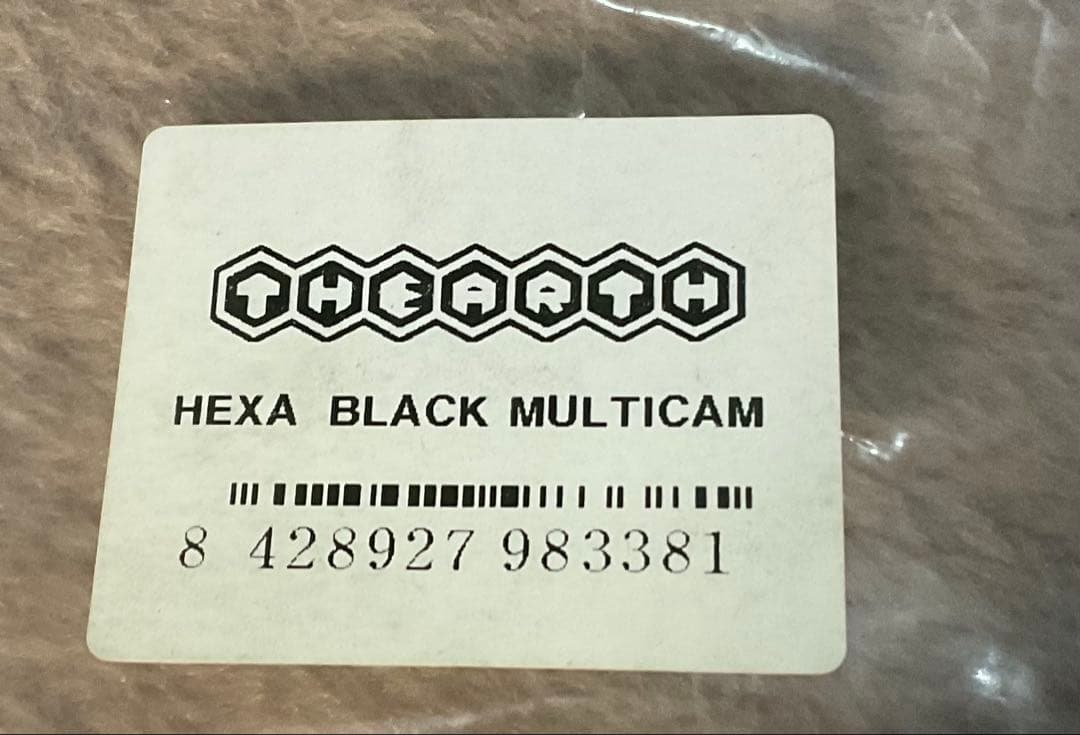 THEARTH
HEXA BLACK MULTICAM
8 428927 983381